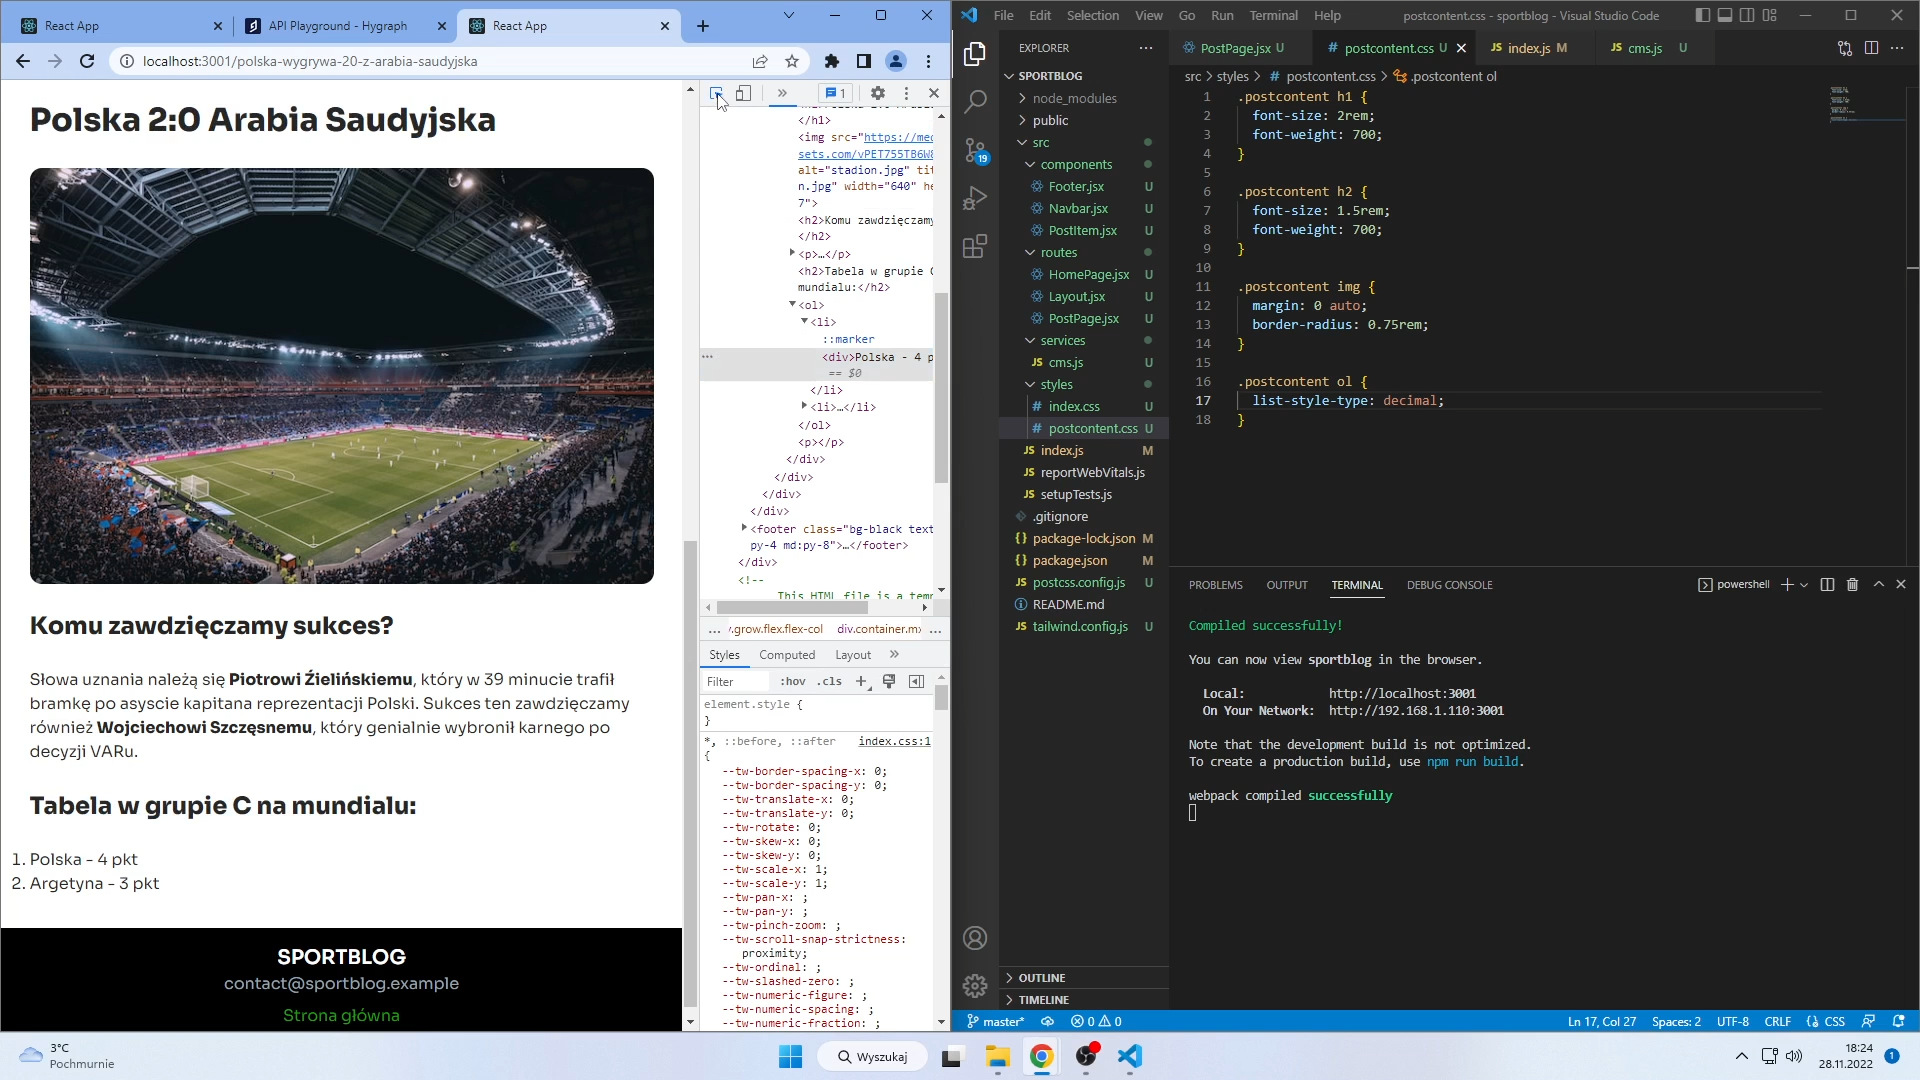 React App
API Playground - Hygraph
React App
localhost:3001/polska-wygrywa-20-z-arabia-saudyjska
Polska 2:0 Arabia Saudyjska
Komu zawdzięczamy sukces?
Słowa uznania należą się Piotrowi Źielińskiemu, który w 39 minucie trafił
bramkę po asyscie kapitana reprezentacji Polski. Sukces ten zawdzięczamy
również Wojciechowi Szczęsnemu, który genialnie wybronił karnego po
decyzji VARu.
Tabela w grupie C na mundialu:
1. Polska - 4 pkt
2. Argetyna - 3 pkt
SPORTBLOG
contact@sportblog.example
Strona główna
1
</h1>
<img src="https://med
sets.com/vPET755TB6W8
alt="stadion.jpg" tit
n.jpg" width="640" he
7">
<h2>Komu zawdzięczamy
</h2>
<p>…</p>
<h2>Tabela w grupie C
mundialu:</h2>
<ol>
<li>
::marker
<div>Polska - 4 p
== $0
</li>
<li>…</li>
</ol>
<p></p>
</div>
</div>
</div>
</div>
<footer class="bg-black text
py-4 md:py-8">…</footer>
</div>
<!--
This HTML file is a temp
... v.grow.flex.flex-col div.container.mx ...
Styles Computed Layout
Filter :hov .cls
element.style {
}
*, ::before, ::after index.css:1
{
--tw-border-spacing-x: 0;
--tw-border-spacing-y: 0;
--tw-translate-x: 0;
--tw-translate-y: 0;
--tw-rotate: 0;
--tw-skew-x: 0;
--tw-skew-y: 0;
--tw-scale-x: 1;
--tw-scale-y: 1;
--tw-pan-x: ;
--tw-pan-y: ;
--tw-pinch-zoom: ;
--tw-scroll-snap-strictness:
proximity;
--tw-ordinal: ;
--tw-slashed-zero: ;
--tw-numeric-figure: ;
--tw-numeric-spacing: ;
--tw-numeric-fraction: ;
File Edit Selection View Go Run Terminal Help
postcontent.css - sportblog - Visual Studio Code
19
EXPLORER
SPORTBLOG
node_modules
public
src
components
Footer.jsx U
Navbar.jsx U
PostItem.jsx U
routes
HomePage.jsx U
Layout.jsx U
PostPage.jsx U
services
JS cms.js U
styles
# index.css U
# postcontent.css U
JS index.js M
JS reportWebVitals.js
JS setupTests.js
.gitignore
{} package-lock.json M
{} package.json M
JS postcss.config.js U
README.md
JS tailwind.config.js U
OUTLINE
TIMELINE
PostPage.jsx U
# postcontent.css U
JS index.js M
JS cms.js U
src > styles > # postcontent.css > .postcontent ol
1 .postcontent h1 {
2 font-size: 2rem;
3 font-weight: 700;
4 }
5
6 .postcontent h2 {
7 font-size: 1.5rem;
8 font-weight: 700;
9 }
10
11 .postcontent img {
12 margin: 0 auto;
13 border-radius: 0.75rem;
14 }
15
16 .postcontent ol {
17 list-style-type: decimal;
18 }
PROBLEMS OUTPUT TERMINAL DEBUG CONSOLE
powershell
Compiled successfully!
You can now view sportblog in the browser.
Local: http://localhost:3001
On Your Network: http://192.168.1.110:3001
Note that the development build is not optimized.
To create a production build, use npm run build.
webpack compiled successfully
master* 0 0
Ln 17, Col 27 Spaces: 2 UTF-8 CRLF {} CSS
3°C
Pochmurnie
Wyszukaj
18:24
28.11.2022
1